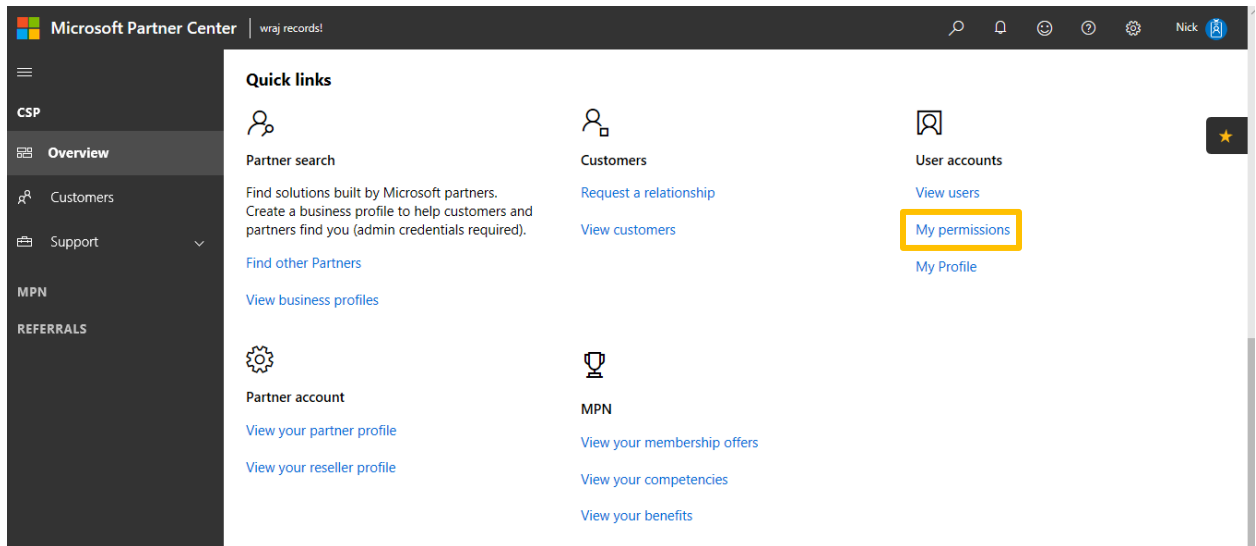 Microsoft Partner Center
wraj records!
Nick
CSP
Overview
Customers
Support
MPN
REFERRALS
Quick links
Partner search
Find solutions built by Microsoft partners.
Create a business profile to help customers and
partners find you (admin credentials required).
Find other Partners
View business profiles
Customers
Request a relationship
View customers
User accounts
View users
My permissions
My Profile
Partner account
View your partner profile
View your reseller profile
MPN
View your membership offers
View your competencies
View your benefits